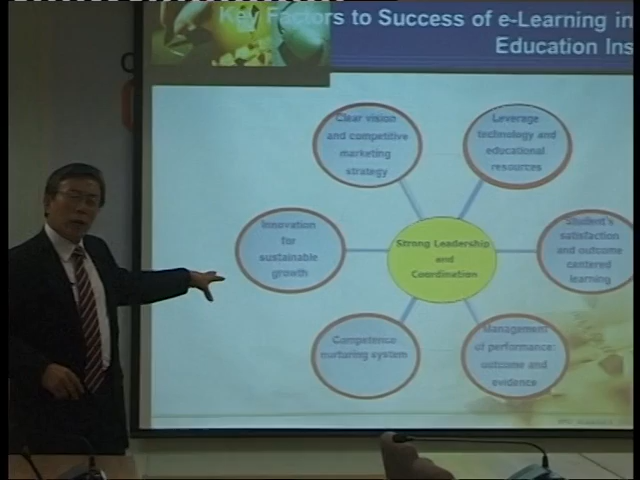 Key Factors to Success of e-Learning in
Education Ins
Clear vision
and competitive
marketing
strategy
Leverage
technology and
educational
resources
Innovation
for
sustainable
growth
Strong Leadership
and
Coordination
Student's
satisfaction
and outcome
centered
learning
Competence
nurturing system
Management
of performance:
outcome and
evidence